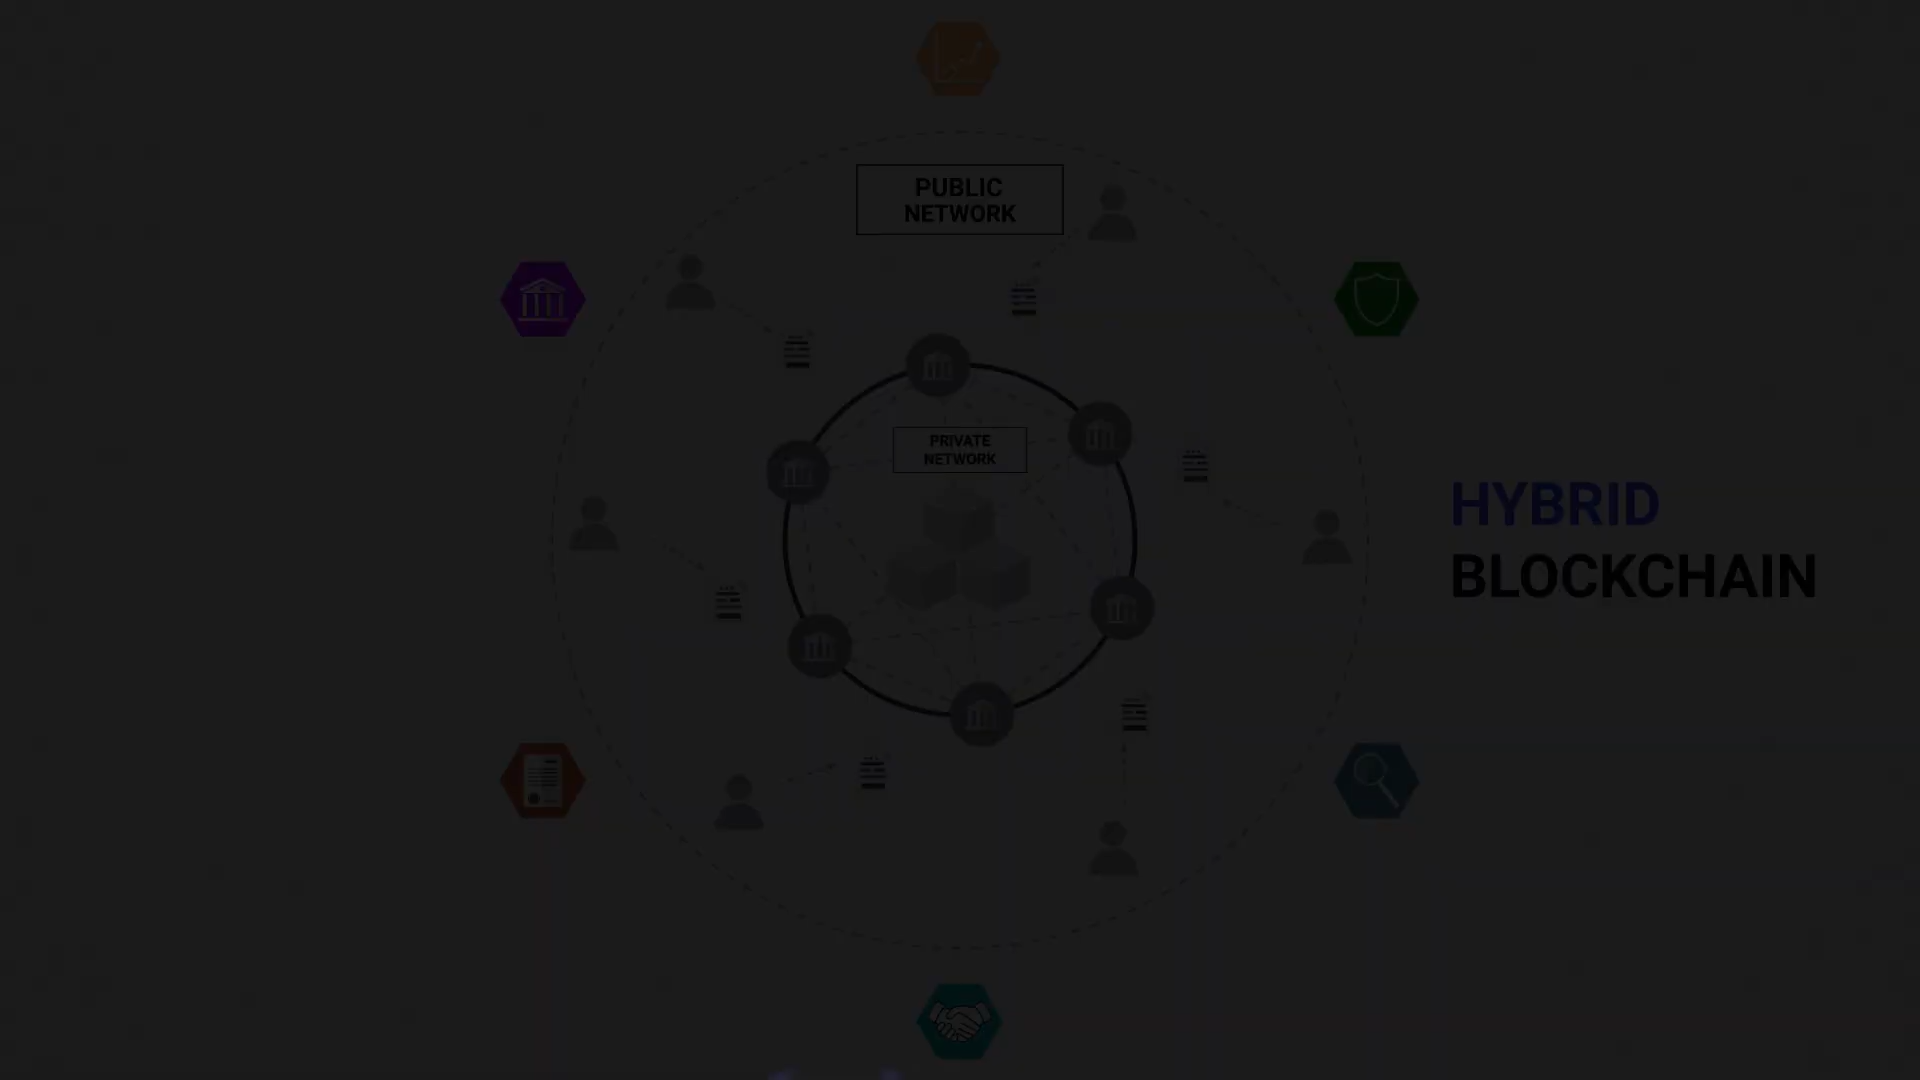 PUBLIC
NETWORK
PRIVATE
NETWORK
HYBRID
BLOCKCHAIN